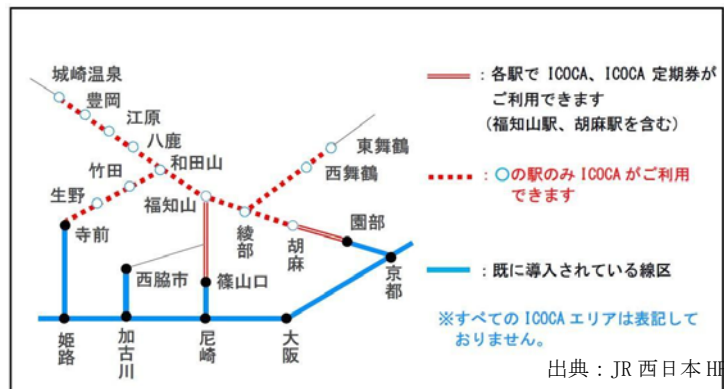 城崎温泉
豊岡
江原
八鹿
和田山
竹田
生野
寺前
福知山
東舞鶴
西舞鶴
綾部
胡麻
園部
京都
西脇市
篠山口
姫路
加古川
尼崎
大阪
：各駅で ICOCA、ICOCA 定期券が
ご利用できます
（福知山駅、胡麻駅を含む）
：○の駅のみ ICOCA がご利用
できます
：既に導入されている線区
※すべての ICOCA エリアは表記して
おりません。
出典：JR 西日本 HP